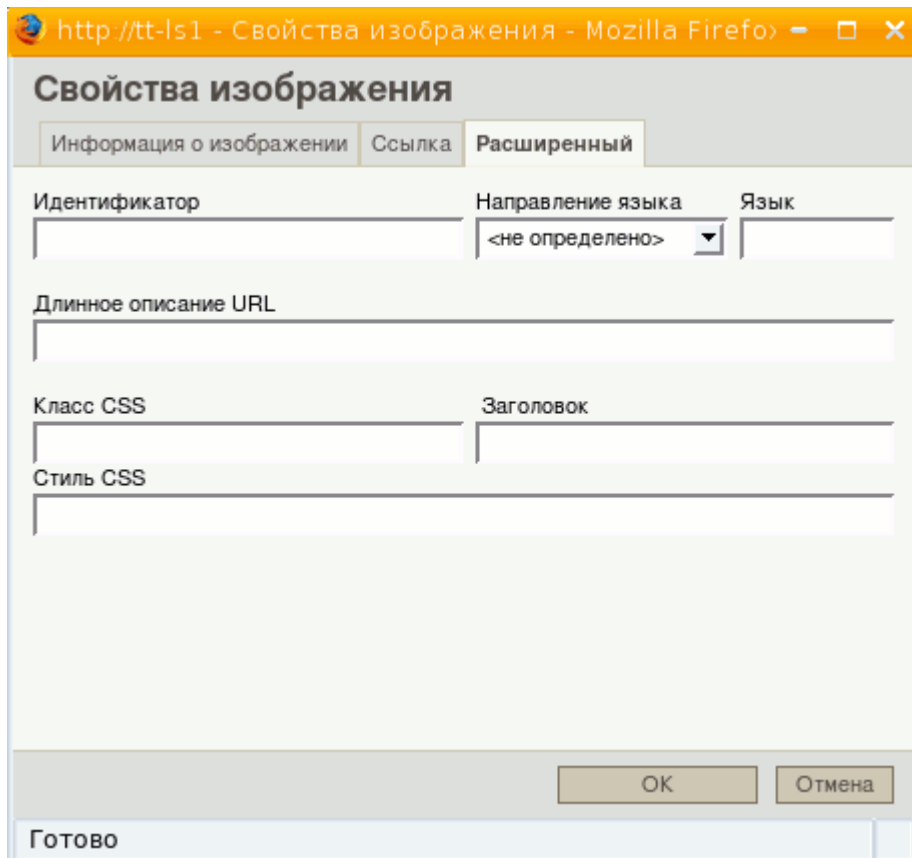 http://tt-ls1 - Свойства изображения - Mozilla Firefox
Свойства изображения
Информация о изображении Ссылка Расширенный
Идентификатор Направление языка Язык
<не определено>
Длинное описание URL
Класс CSS Заголовок
Стиль CSS
OK Отмена
Готово